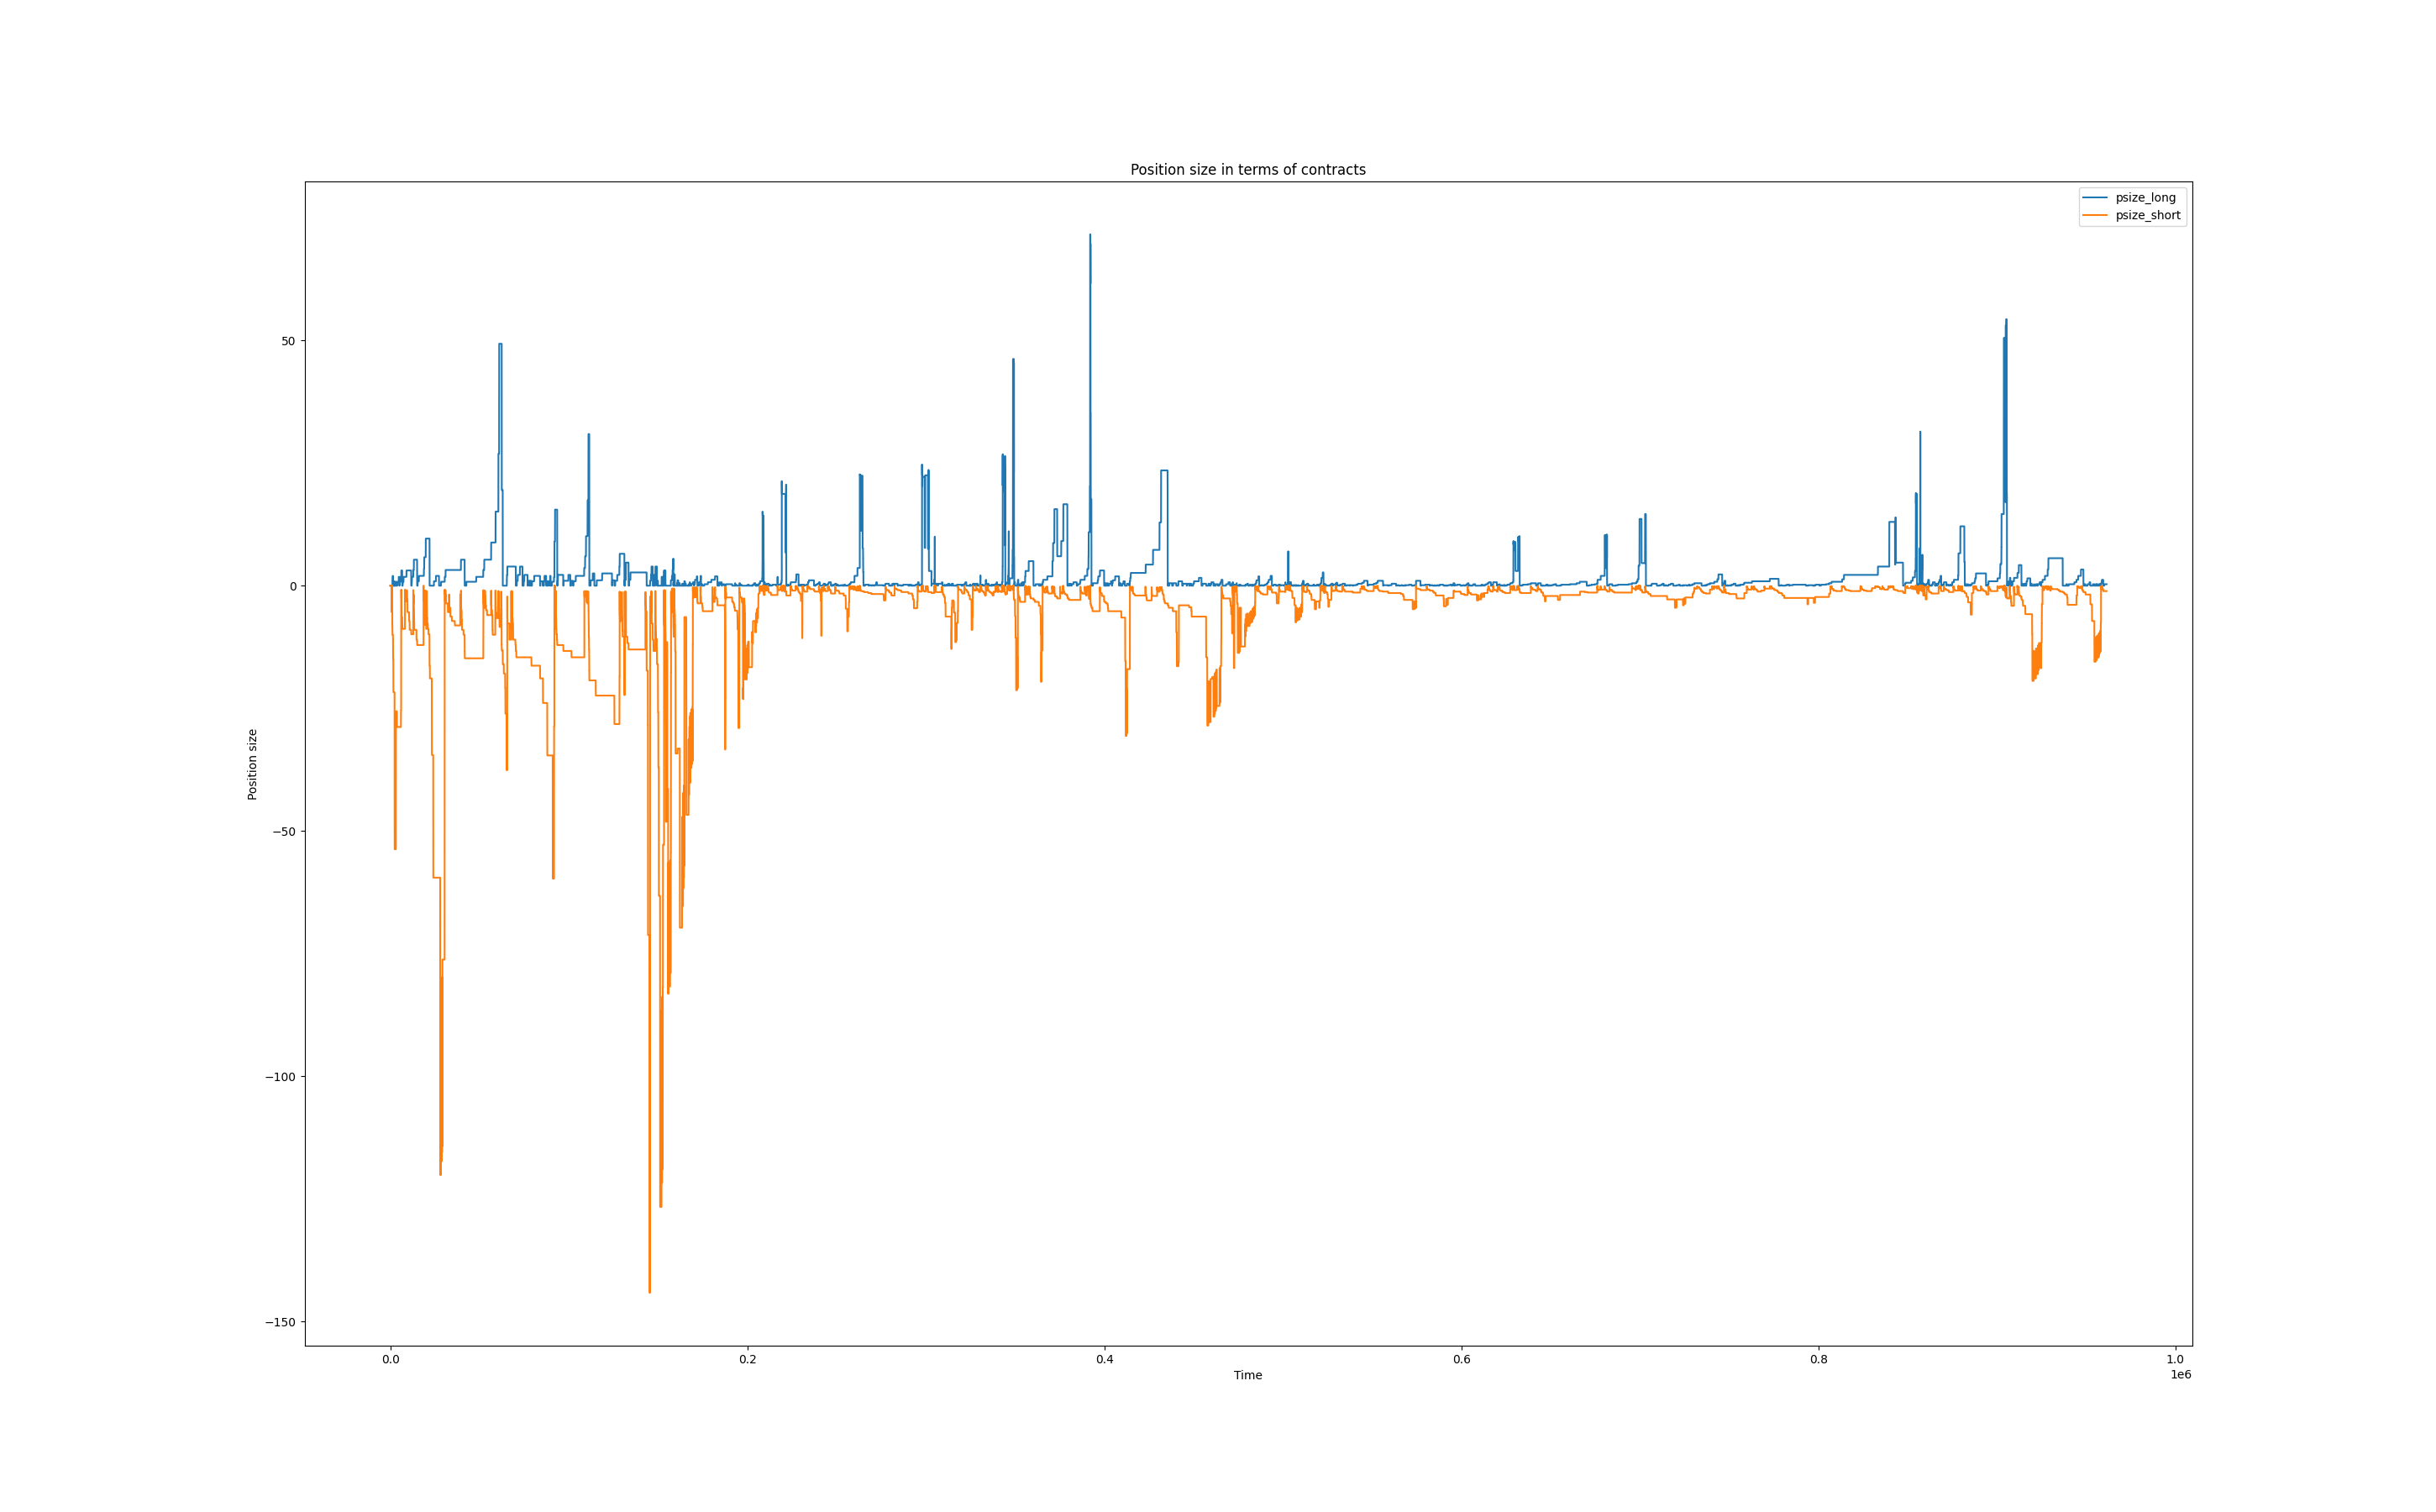 Position size in terms of contracts
psize_long
psize_short
50
0
−50
−100
−150
Position size
0.0 0.2 0.4 0.6 0.8 1.0
Time
1e6